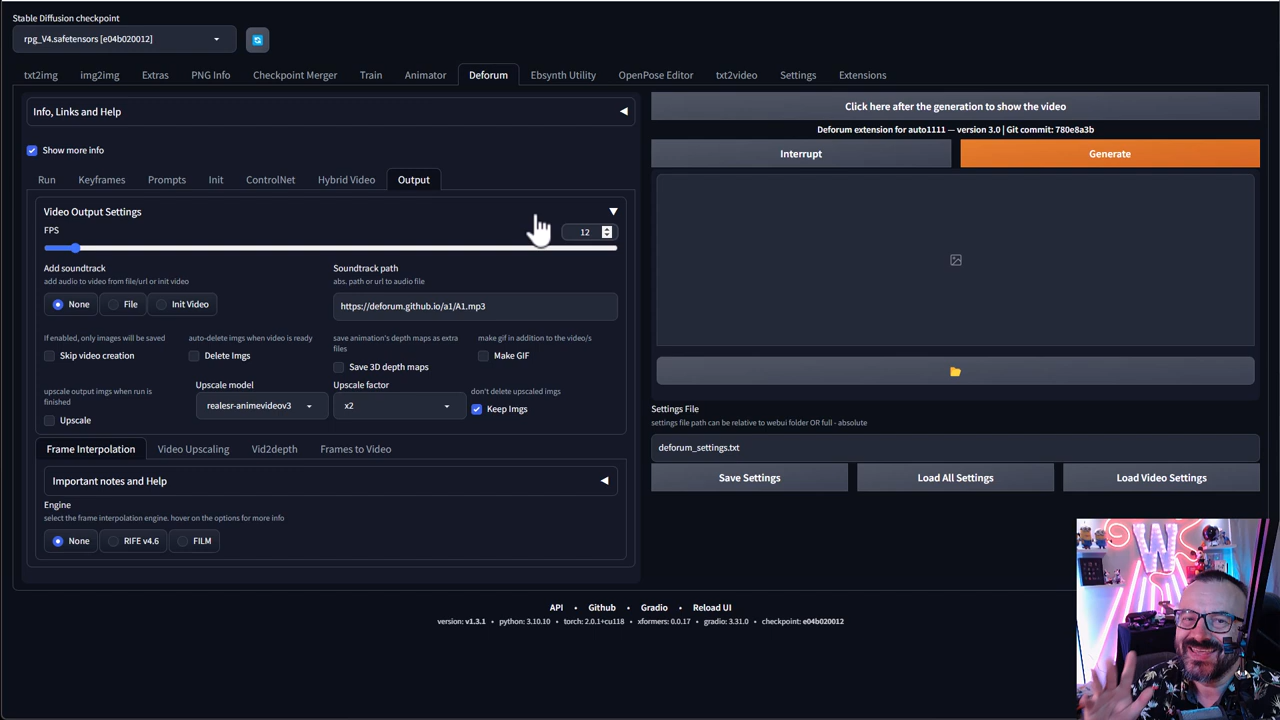 Stable Diffusion checkpoint
rpg_V4.safetensors [e04b020012]
txt2img img2img Extras PNG Info Checkpoint Merger Train Animator Deforum Ebsynth Utility OpenPose Editor txt2video Settings Extensions
Info, Links and Help
Show more info
Run Keyframes Prompts Init ControlNet Hybrid Video Output
Video Output Settings
FPS
12
Add soundtrack
add audio to video from file/url or init video
None File Init Video
Soundtrack path
abs. path or url to audio file
https://deforum.github.io/a1/A1.mp3
If enabled, only images will be saved
Skip video creation
auto-delete imgs when video is ready
Delete Imgs
save animation's depth maps as extra
files
Save 3D depth maps
make gif in addition to the video/s
Make GIF
upscale output imgs when run is
finished
Upscale
Upscale model
realesr-animevideov3
Upscale factor
x2
don't delete upscaled imgs
Keep Imgs
Frame Interpolation Video Upscaling Vid2depth Frames to Video
Important notes and Help
Engine
select the frame interpolation engine. hover on the options for more info
None RIFE v4.6 FILM
Click here after the generation to show the video
Deforum extension for auto1111 — version 3.0 | Git commit: 780e8a3b
Interrupt Generate
Settings File
settings file path can be relative to webui folder OR full - absolute
deforum_settings.txt
Save Settings Load All Settings Load Video Settings
API • Github • Gradio • Reload UI
version: v1.3.1 • python: 3.10.10 • torch: 2.0.1+cu118 • xformers: 0.0.17 • gradio: 3.31.0 • checkpoint: e04b020012
W